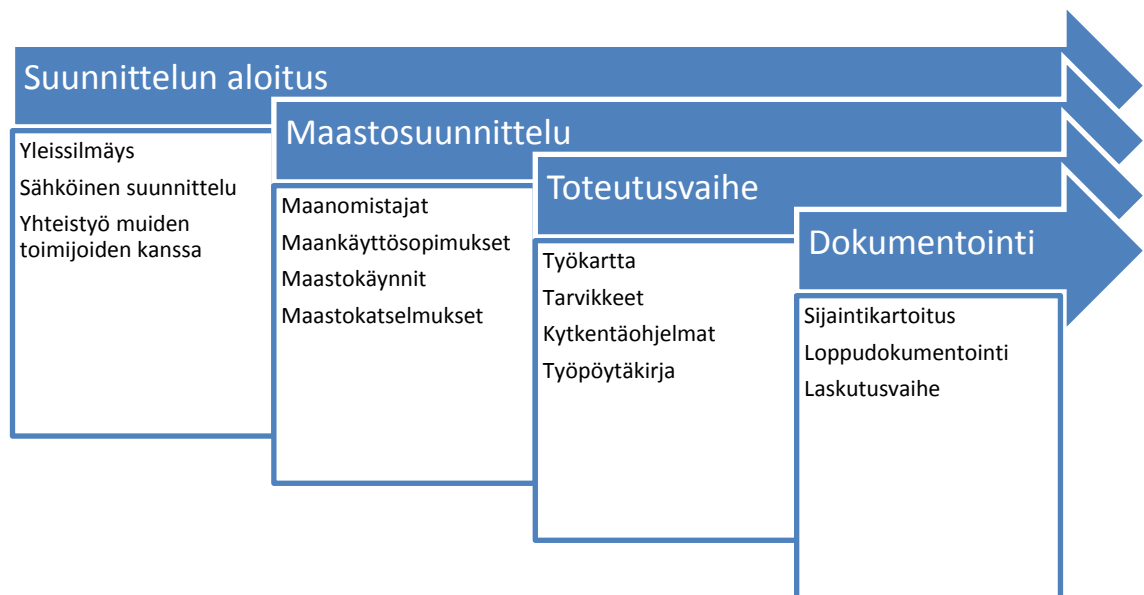 Suunnittelun aloitus
Yleissilmäys
Sähköinen suunnittelu
Yhteistyö muiden
toimijoiden kanssa
Maastosuunnittelu
Maanomistajat
Maankäyttösopimukset
Maastokäynnit
Maastokatselmukset
Toteutusvaihe
Työkartta
Tarvikkeet
Kytkentäohjelmat
Työpöytäkirja
Dokumentointi
Sijaintikartoitus
Loppudokumentointi
Laskutusvaihe